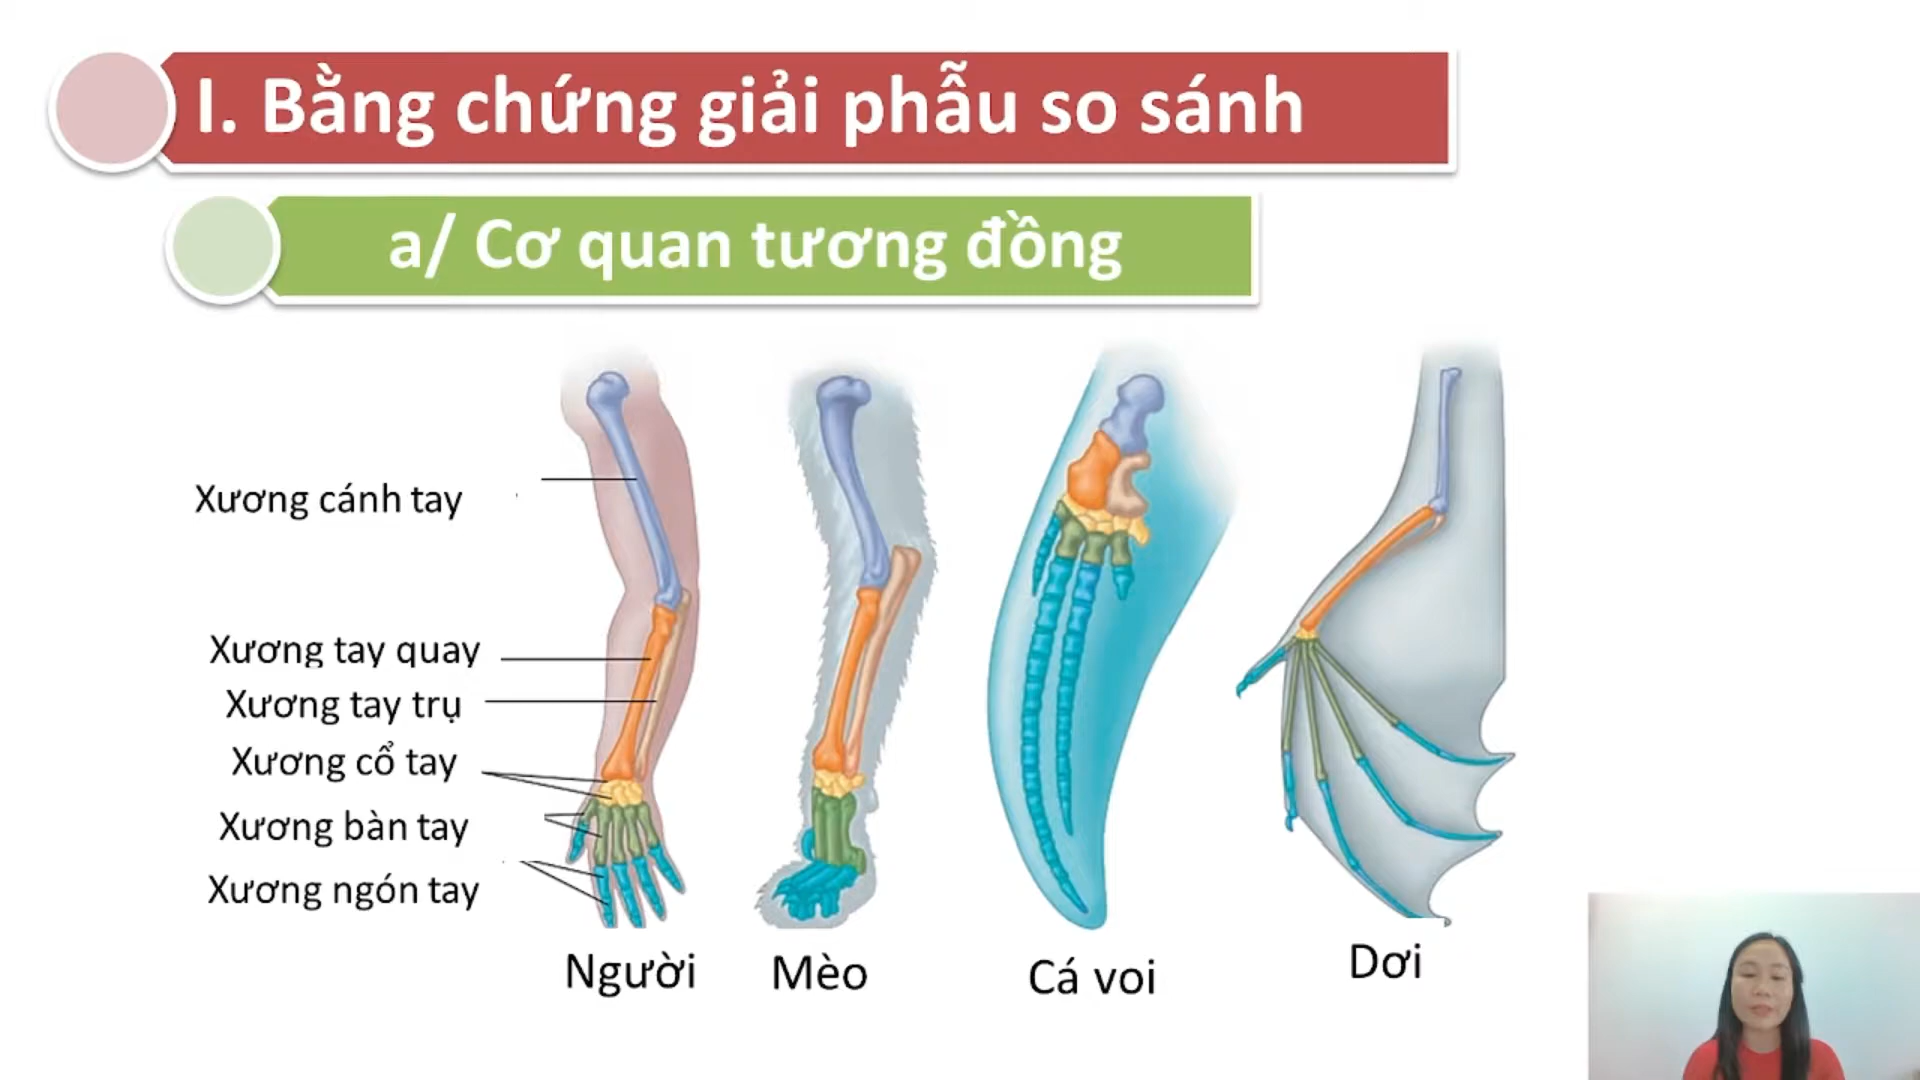 I. Bằng chứng giải phẫu so sánh
a/ Cơ quan tương đồng
Xương cánh tay
Xương tay quay
Xương tay trụ
Xương cổ tay
Xương bàn tay
Xương ngón tay
Người
Mèo
Cá voi
Dơi